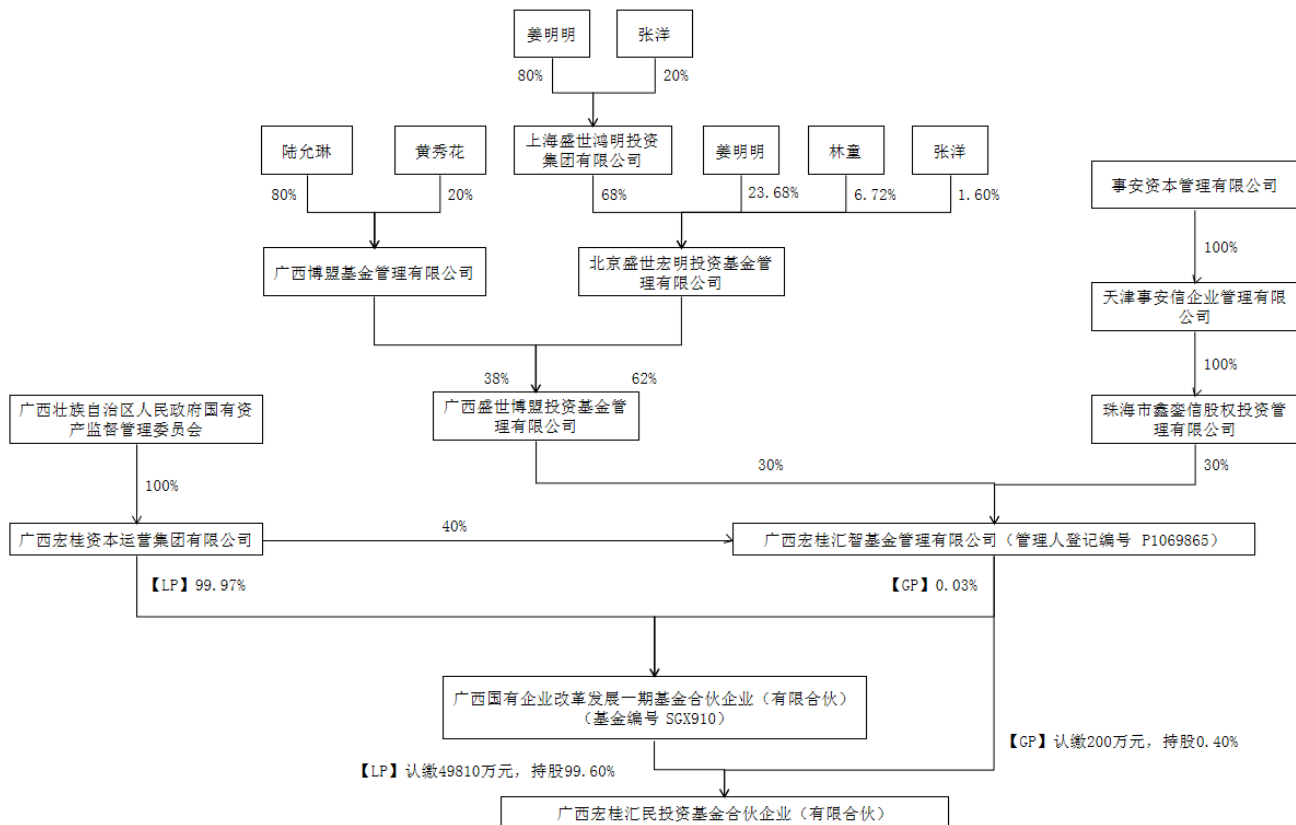 姜明明
张洋
80%
20%
陆允琳
黄秀花
上海盛世鸿明投资
集团有限公司
姜明明
林童
张洋
事安资本管理有限公司
80%
20%
68%
23.68%
6.72%
1.60%
100%
广西博盟基金管理有限公司
北京盛世宏明投资基金管
理有限公司
天津事安信企业管理有限
公司
100%
38%
62%
广西壮族自治区人民政府国有资
产监督管理委员会
广西盛世博盟投资基金管
理有限公司
珠海市鑫銮信股权投资管
理有限公司
100%
30%
30%
广西宏桂资本运营集团有限公司
40%
广西宏桂汇智基金管理有限公司（管理人登记编号 P1069865）
【LP】99.97%
【GP】0.03%
广西国有企业改革发展一期基金合伙企业（有限合伙）
（基金编号 SGX910）
【GP】认缴200万元，持股0.40%
【LP】认缴49810万元，持股99.60%
广西宏桂汇民投资基金合伙企业（有限合伙）